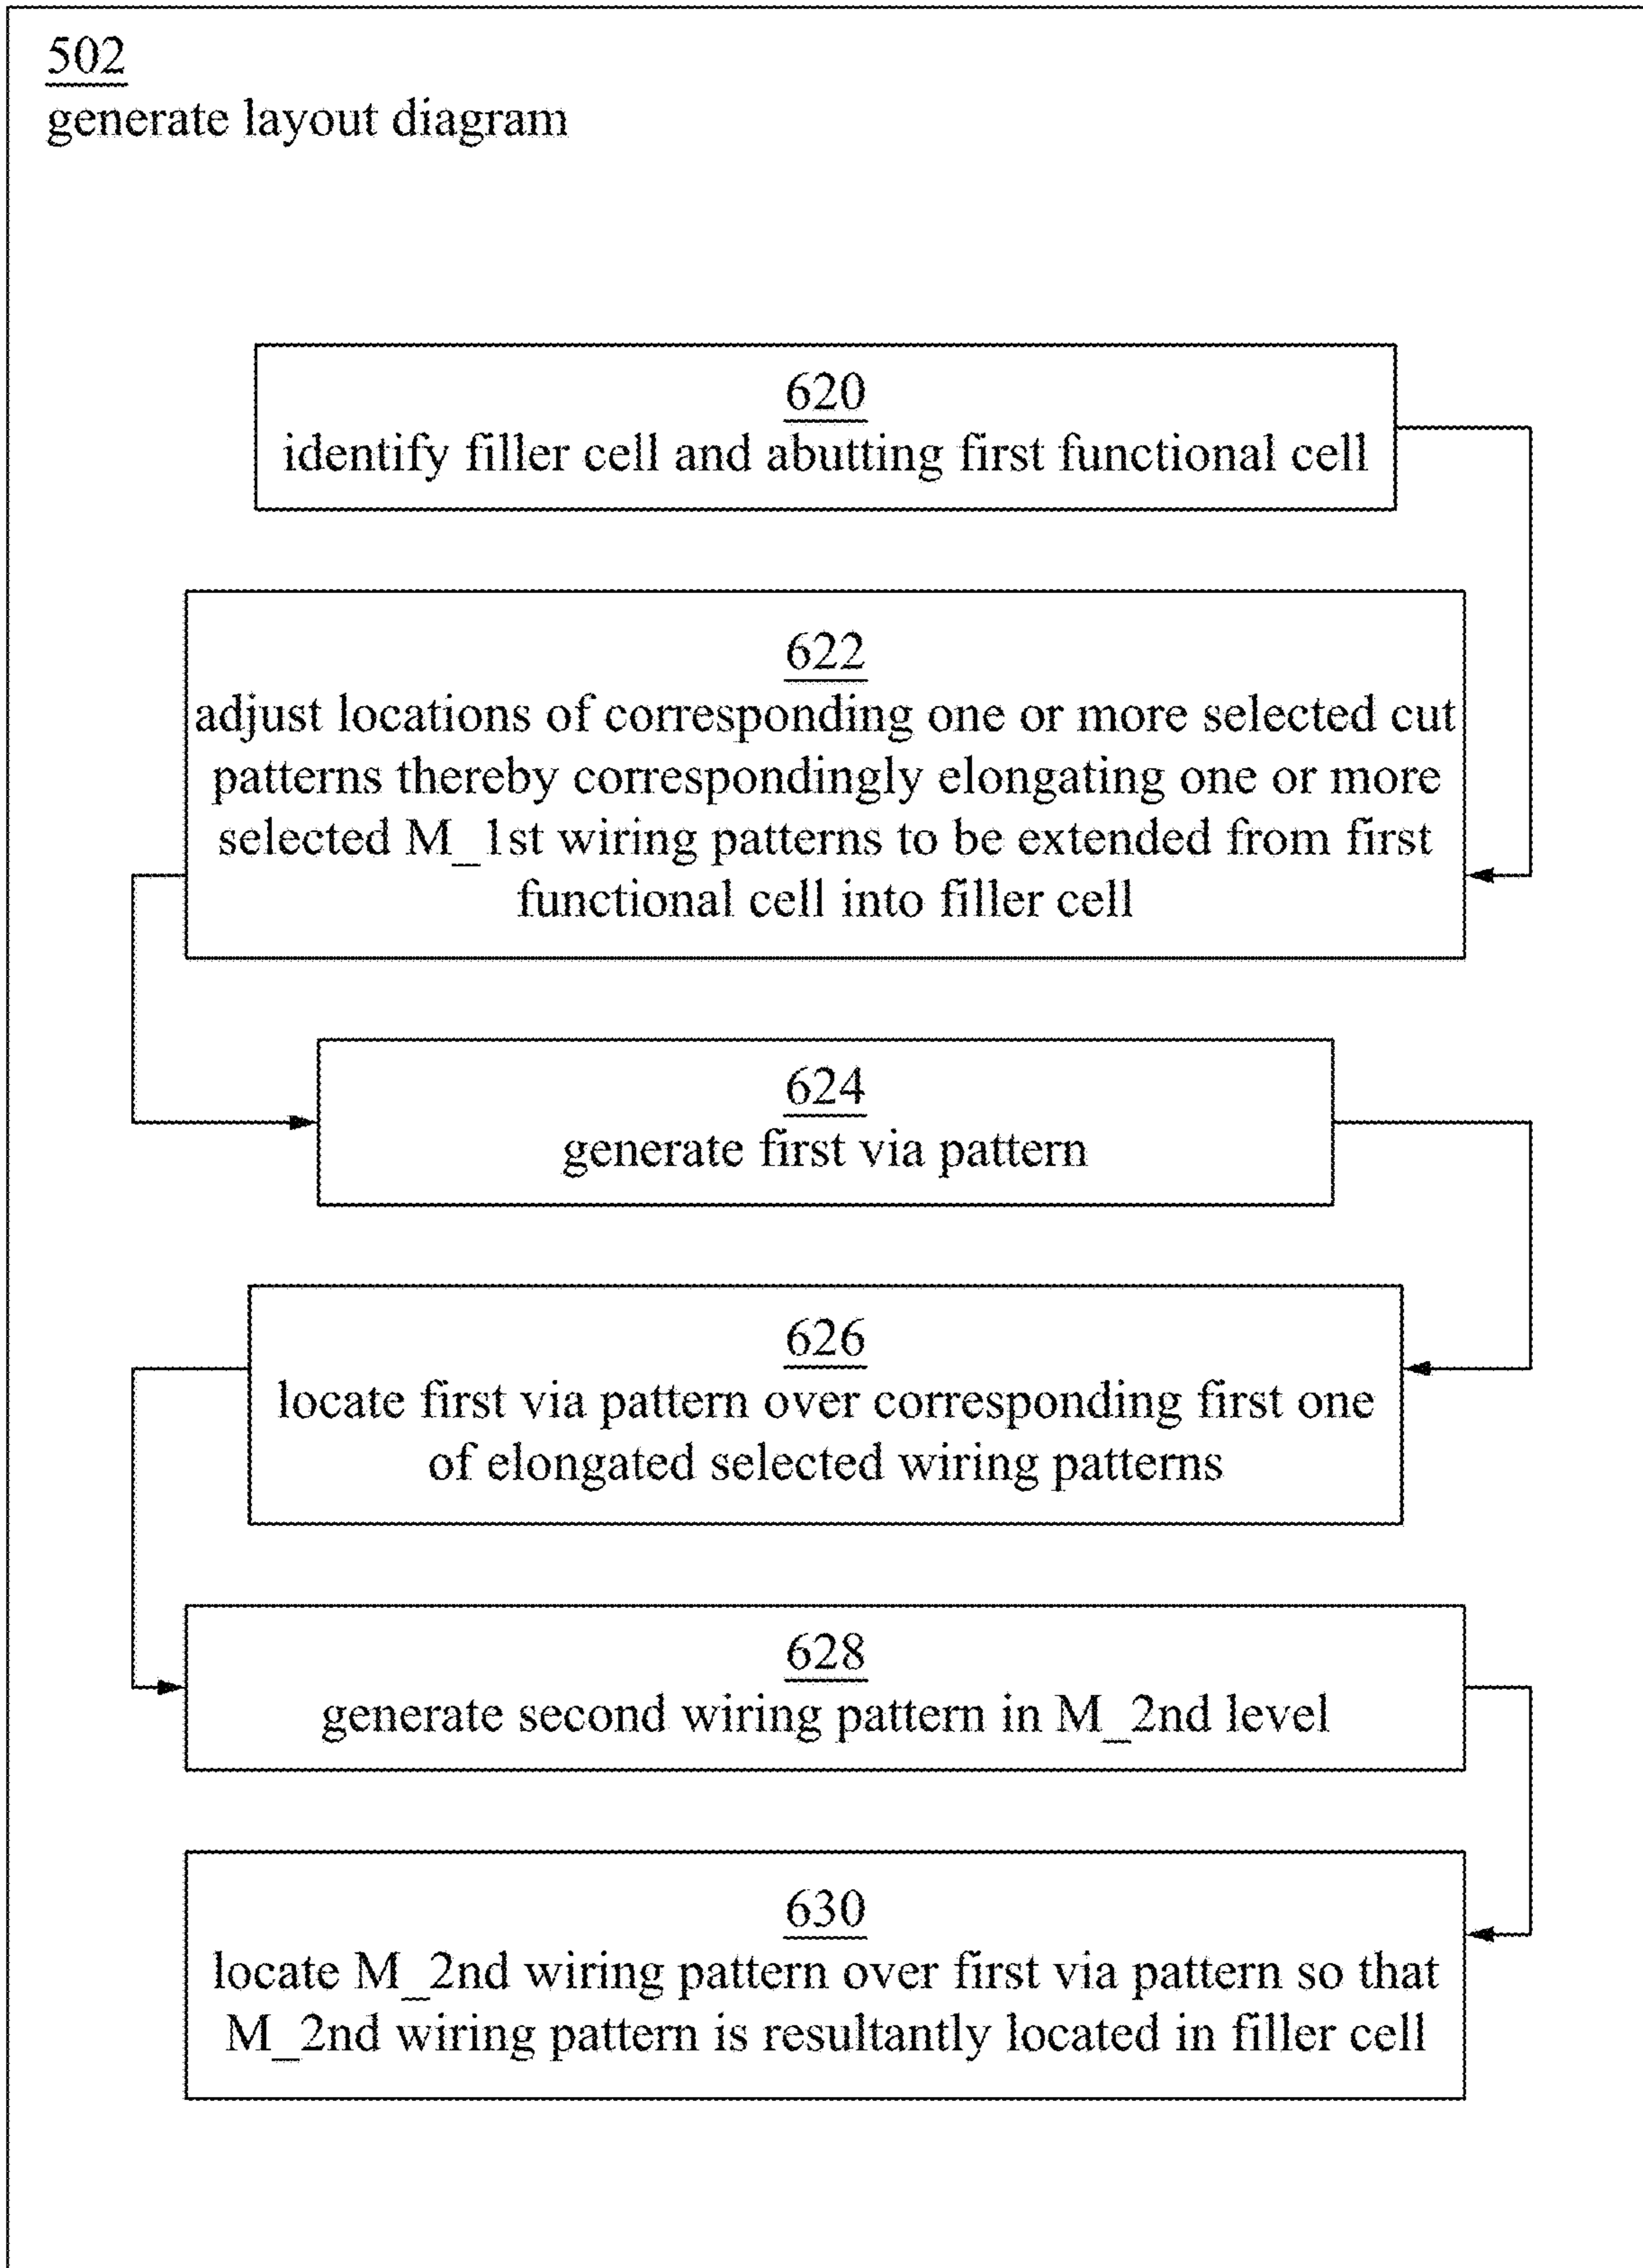 502
generate layout diagram
620
identify filler cell and abutting first functional cell
622
adjust locations of corresponding one or more selected cut
patterns thereby correspondingly elongating one or more
selected M_1st wiring patterns to be extended from first
functional cell into filler cell
624
generate first via pattern
626
locate first via pattern over corresponding first one
of elongated selected wiring patterns
628
generate second wiring pattern in M_2nd level
630
locate M_2nd wiring pattern over first via pattern so that
M_2nd wiring pattern is resultantly located in filler cell